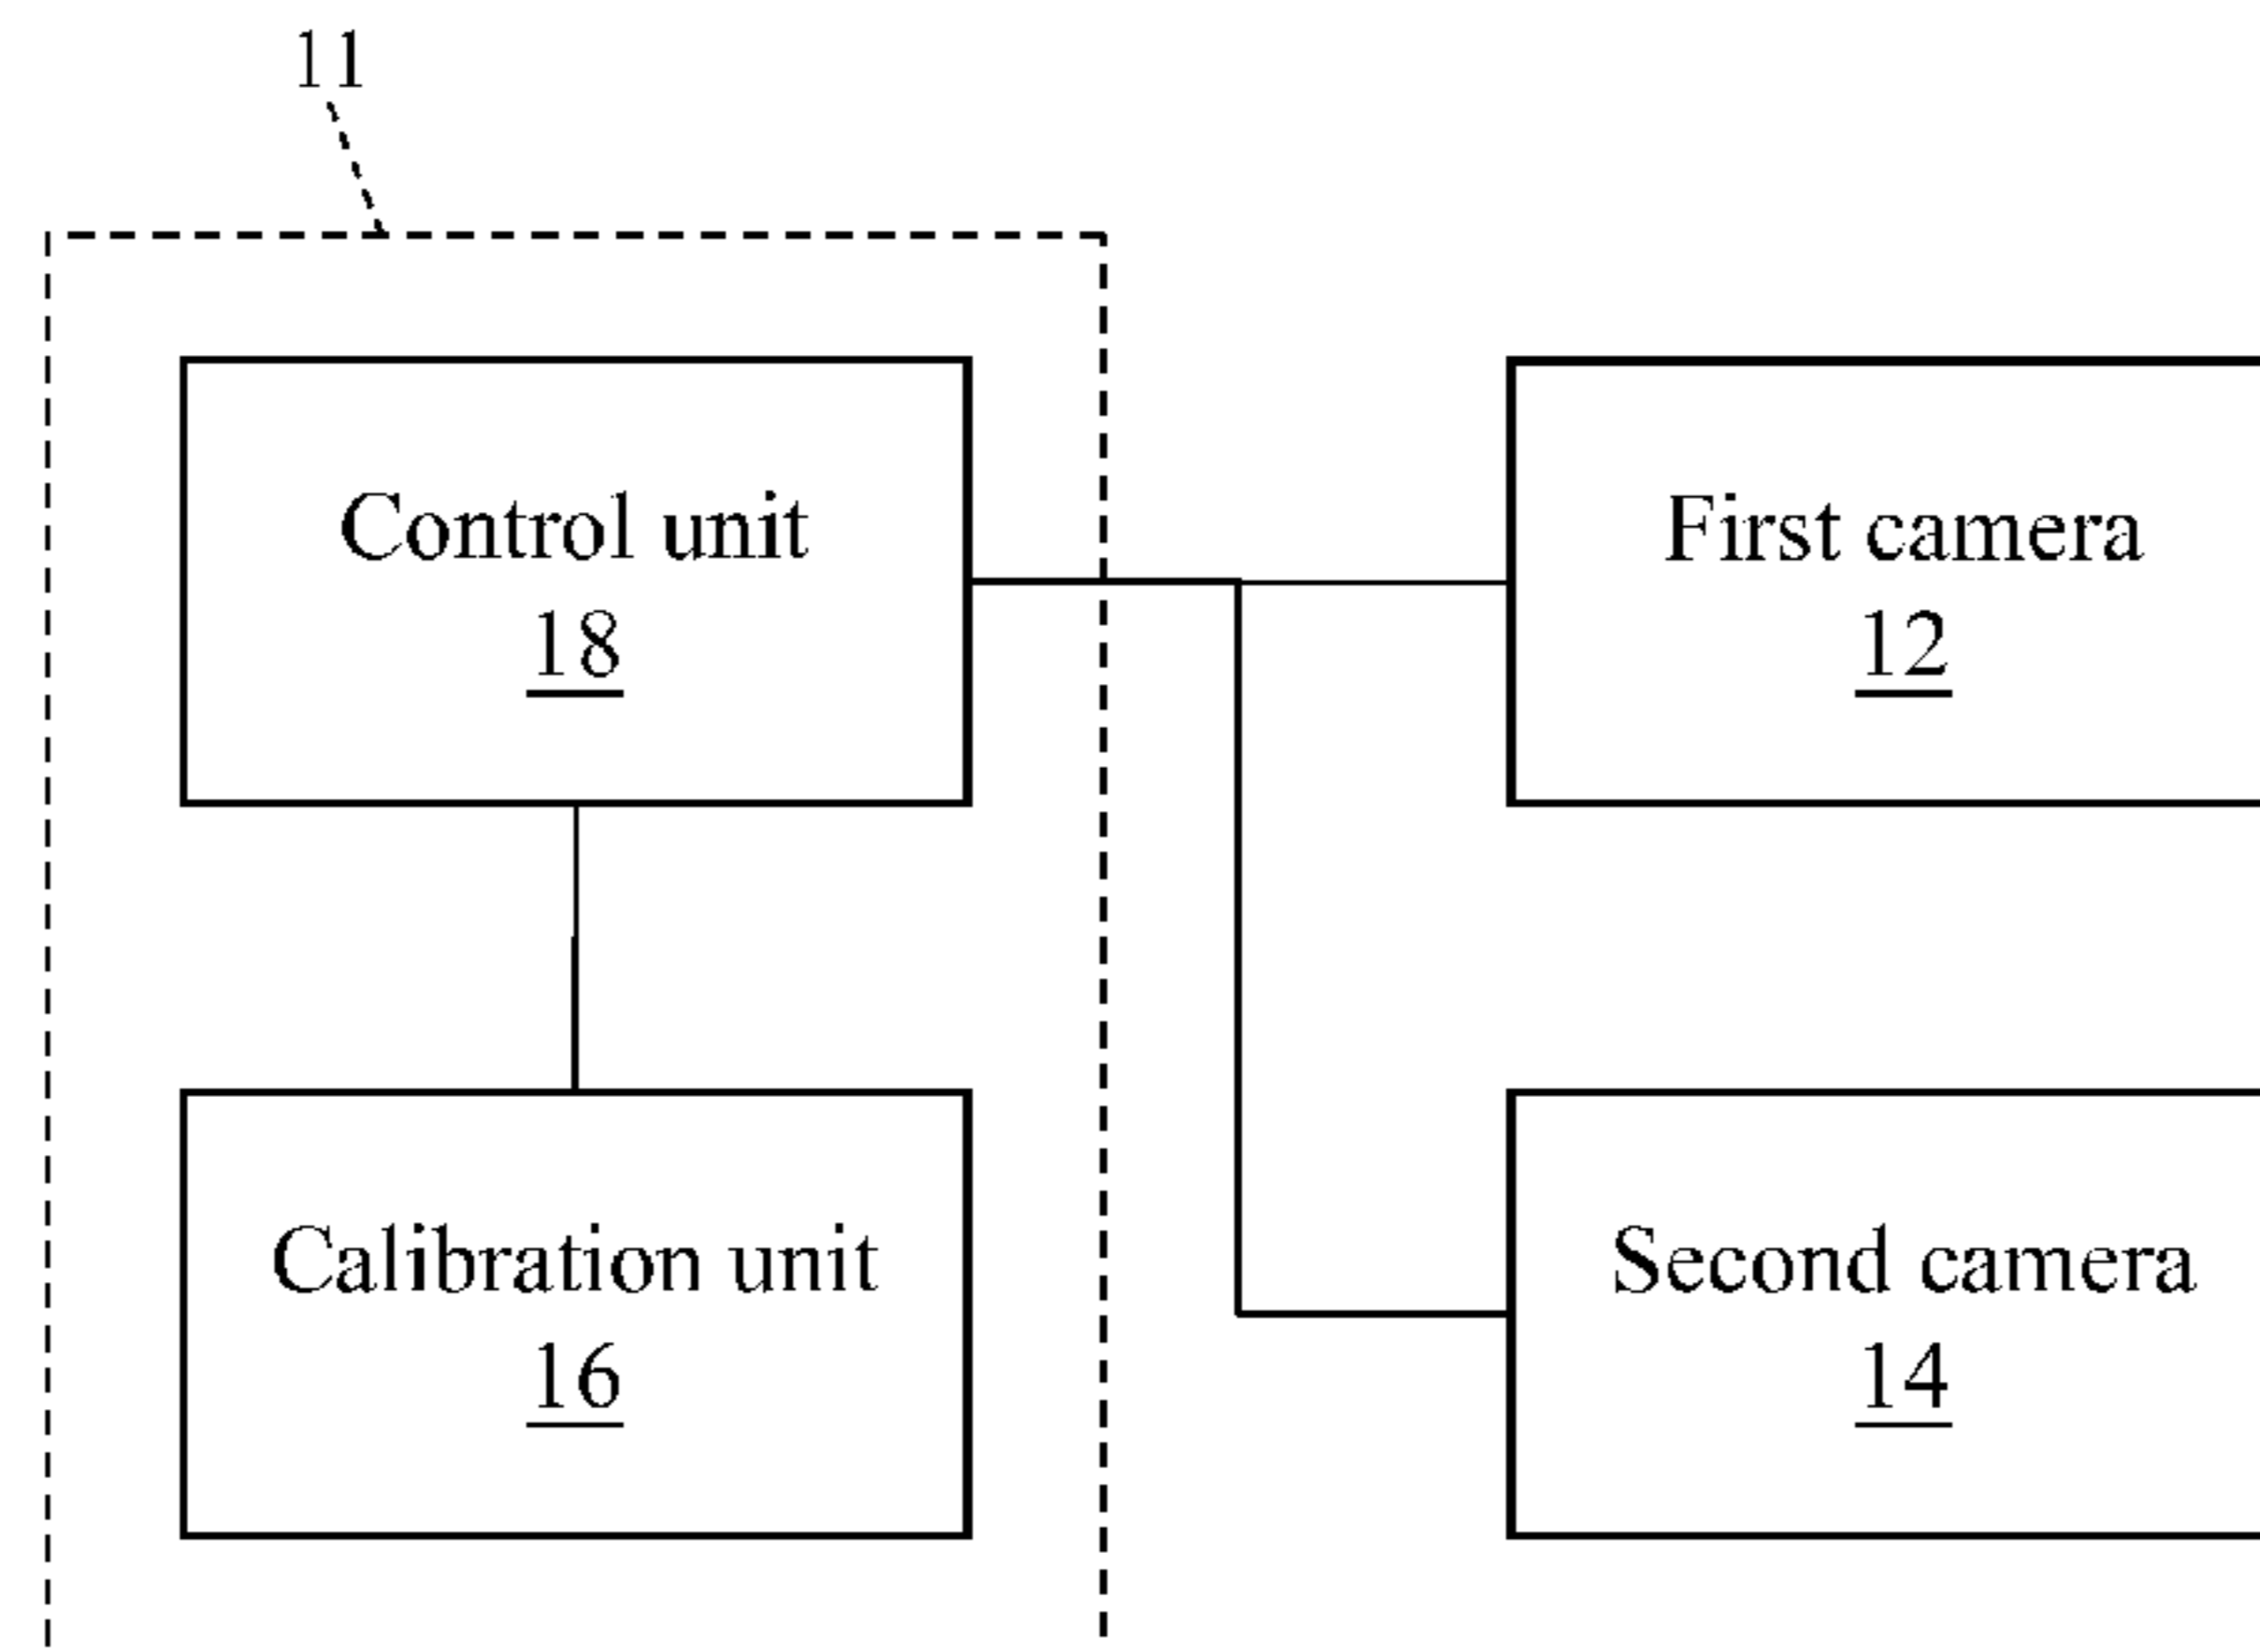 11
Control unit
18
First camera
12
Calibration unit
16
Second camera
14